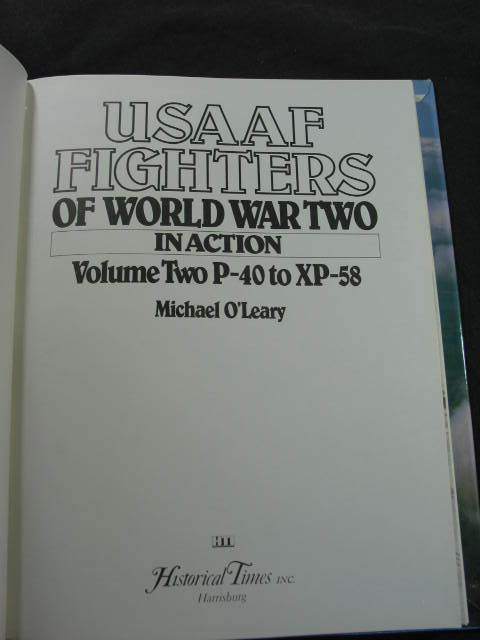 USAAF
FIGHTERS
OF WORLD WAR TWO
IN ACTION
Volume Two P-40 to XP-58
Michael O'Leary
HTI
Historical Times INC.
Harrisburg